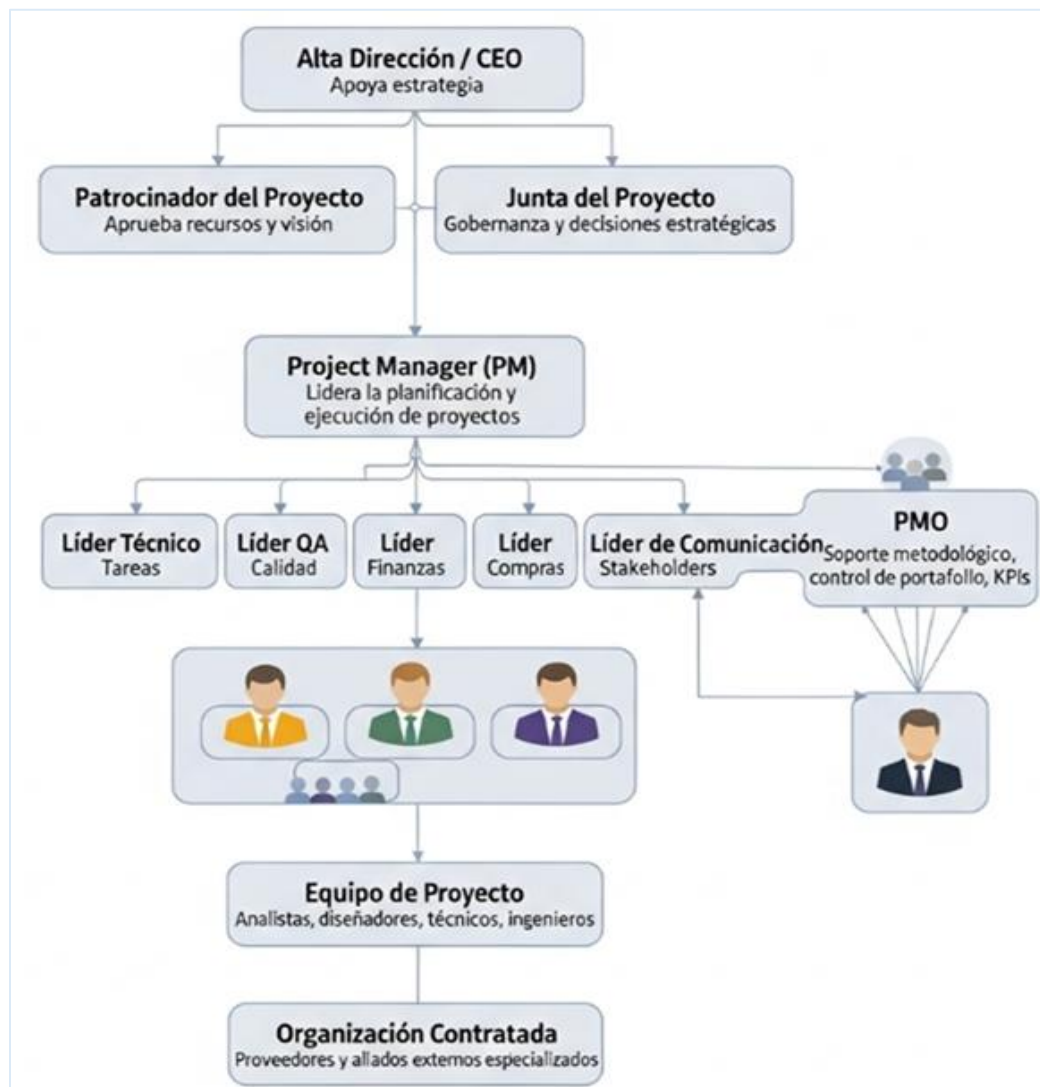 Alta Dirección / CEO
Apoya estrategia
Patrocinador del Proyecto
Aprueba recursos y visión
Junta del Proyecto
Gobernanza y decisiones estratégicas
Project Manager (PM)
Lidera la planificación y
ejecución de proyectos
Líder Técnico
Tareas
Líder QA
Calidad
Líder
Finanzas
Líder
Compras
Líder de Comunicación
Stakeholders
PMO
Soporte metodológico,
control de portafollo, KPIs
Equipo de Proyecto
Analistas, diseñadores, técnicos, ingenieros
Organización Contratada
Proveedores y allados externos especializados